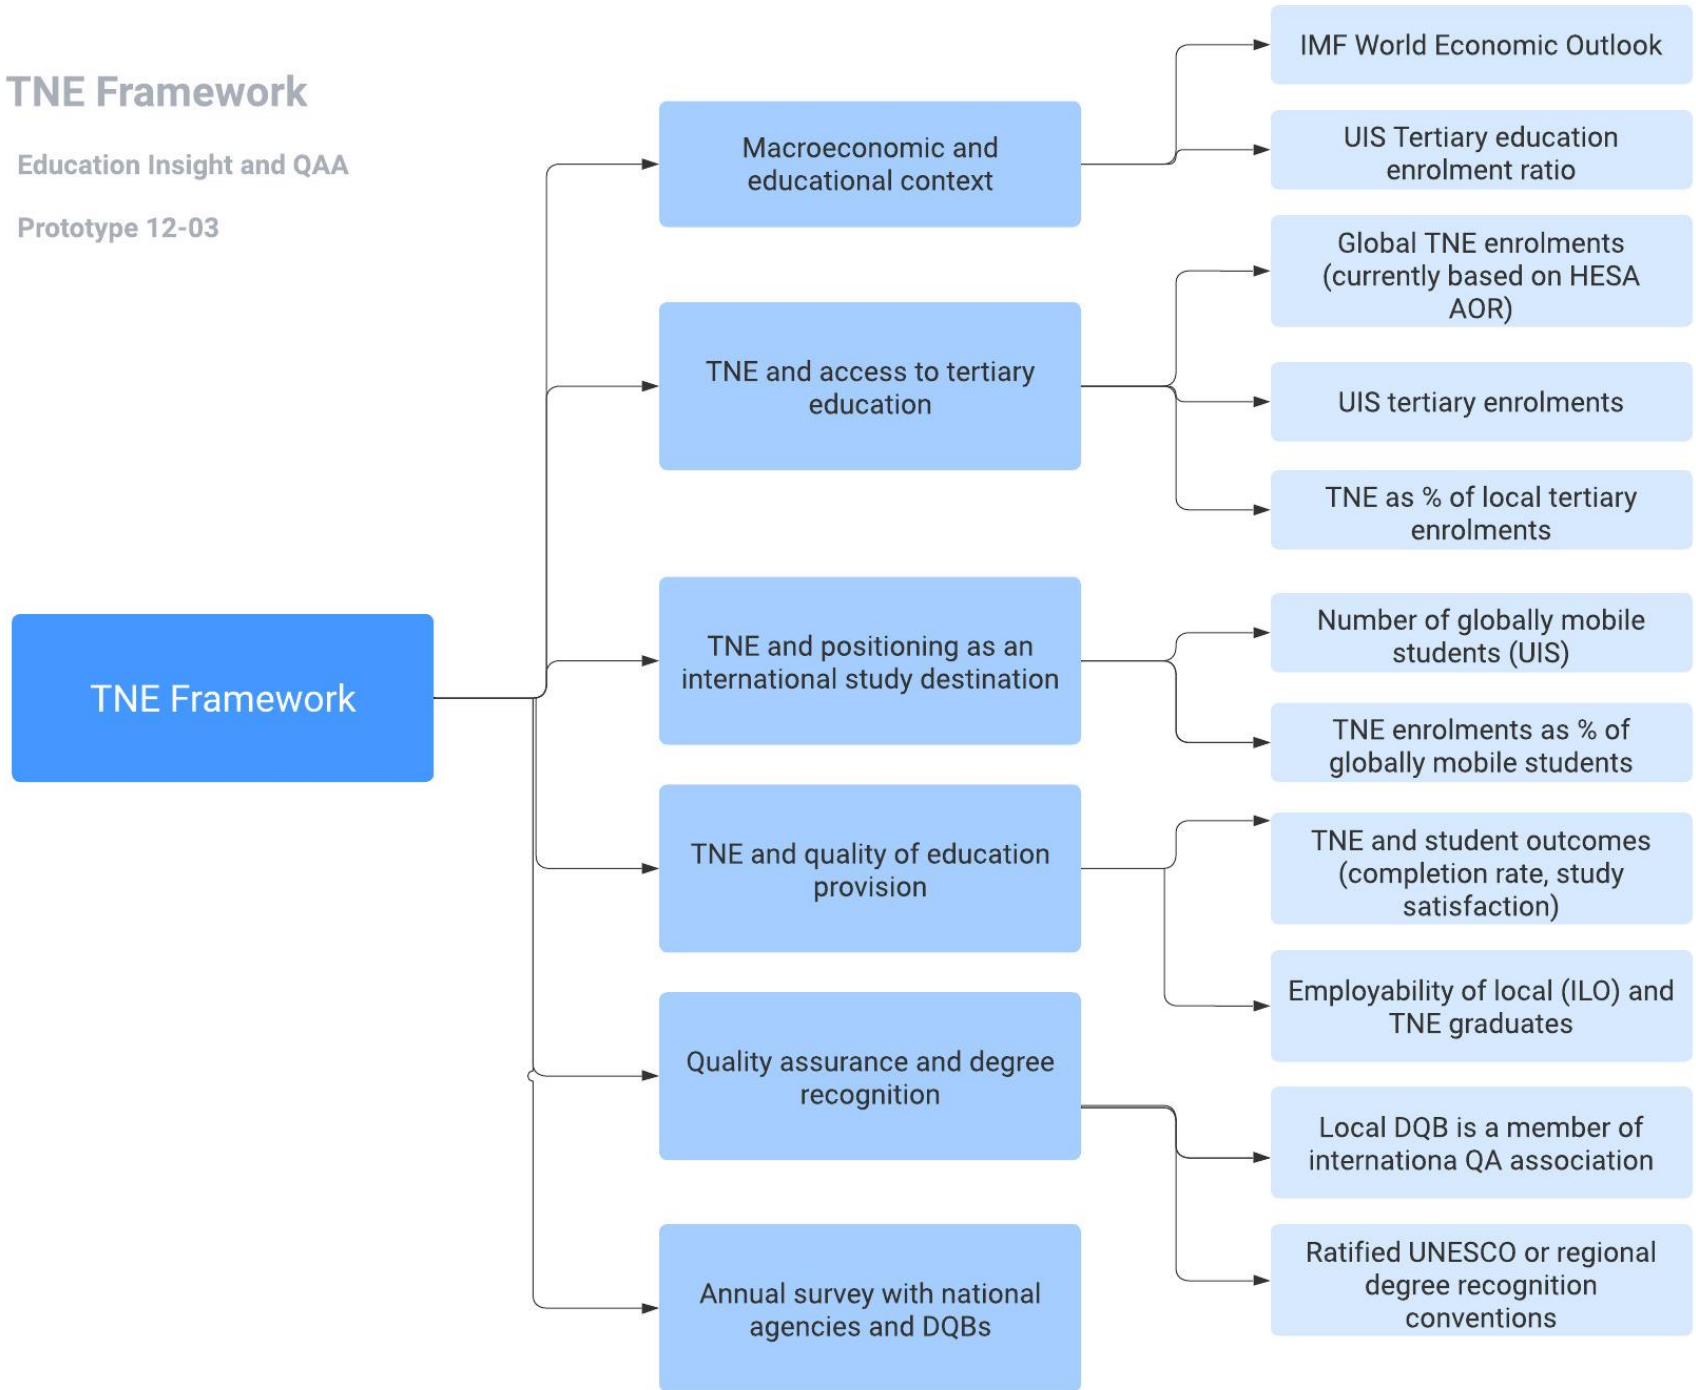 TNE Framework
Education Insight and QAA
Prototype 12-03
TNE Framework
Macroeconomic and
educational context
TNE and access to tertiary
education
TNE and positioning as an
international study destination
TNE and quality of education
provision
Quality assurance and degree
recognition
Annual survey with national
agencies and DQBs
IMF World Economic Outlook
UIS Tertiary education
enrolment ratio
Global TNE enrolments
(currently based on HESA
AOR)
UIS tertiary enrolments
TNE as % of local tertiary
enrolments
Number of globally mobile
students (UIS)
TNE enrolments as % of
globally mobile students
TNE and student outcomes
(completion rate, study
satisfaction)
Employability of local (ILO) and
TNE graduates
Local DQB is a member of
internationa QA association
Ratified UNESCO or regional
degree recognition
conventions